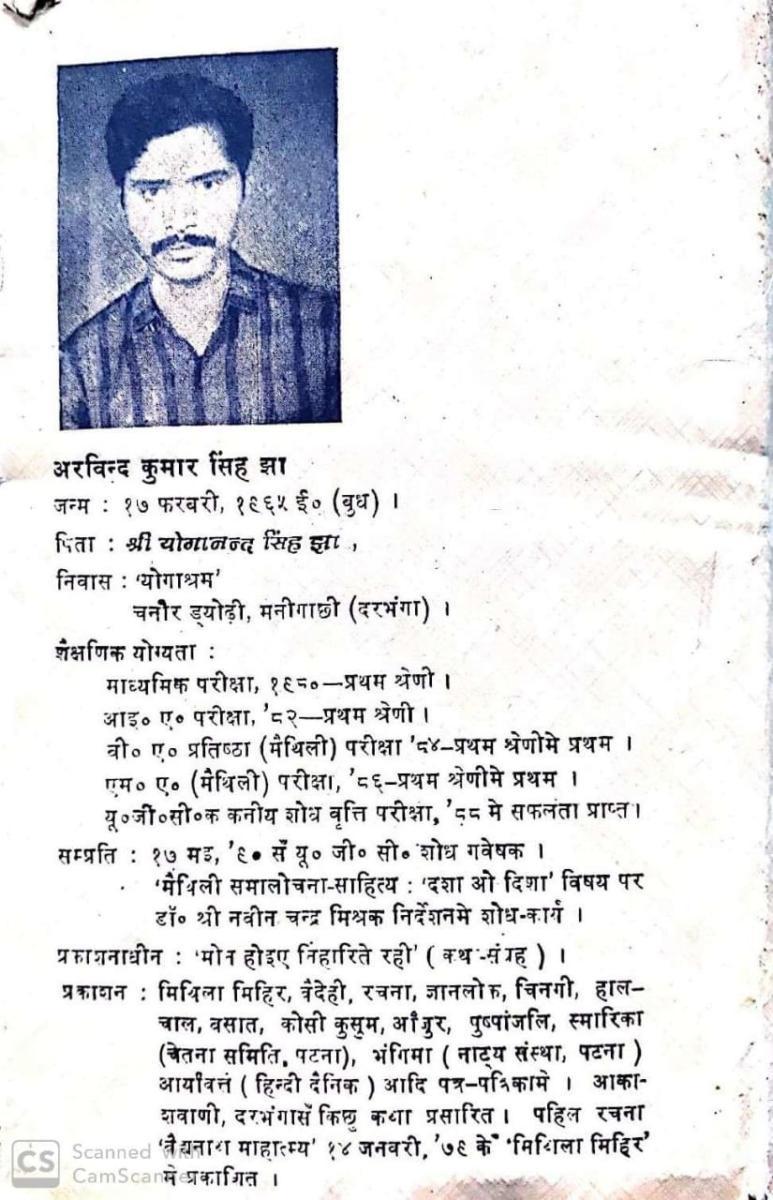 अरविन्द कुमार सिंह झा
जन्म : १७ फरबरी, १९६५ ई० (बुध) ।
पिता : श्री योगानन्द सिंह झा ,
निवास : 'योगाश्रम'
चनौर ड्योढ़ी, मनीगाछी (दरभंगा) ।
शैक्षणिक योग्यता :
माध्यमिक परीक्षा, १९८०—प्रथम श्रेणी ।
आइ० ए० परीक्षा, '८२—प्रथम श्रेणी ।
वी० ए० प्रतिष्ठा (मैथिली) परीक्षा '८४–प्रथम श्रेणीमे प्रथम ।
एम० ए० (मैथिली) परीक्षा, '८६–प्रथम श्रेणीमे प्रथम ।
यू०जी०सी०क कनीय शोध वृत्ति परीक्षा, '८८ मे सफलता प्राप्त।
सम्प्रति : १७ मइ, '९० सँ यू० जी० सी० शोध गवेषक ।
'मैथिली समालोचना-साहित्य : 'दशा ओ दिशा' विषय पर
डॉ० श्री नवीन चन्द्र मिश्रक निर्देशनमे शोध-कार्य ।
प्रकाशनाधीन : 'मोन होइए निहारिते रही' ( कथा-संग्रह ) ।
प्रकाशन : मिथिला मिहिर, वैदेही, रचना, ज्ञानलोक, चिनगी, हाल-
चाल, वसात, कोसी कुसुम, आँजुर, पुष्पांजलि, स्मारिका
(चेतना समिति, पटना), भंगिमा ( नाट्य संस्था, पटना )
आर्यावर्त्त ( हिन्दी दैनिक ) आदि पत्र-पत्रिकामे । आका-
शवाणी, दरभंगासँ किछु कथा प्रसारित । पहिल रचना
'वैद्यनाथ माहात्म्य' १४ जनवरी, '७९ केँ 'मिथिला मिहिर'
मे प्रकाशित ।
CS Scanned with
CamScanner